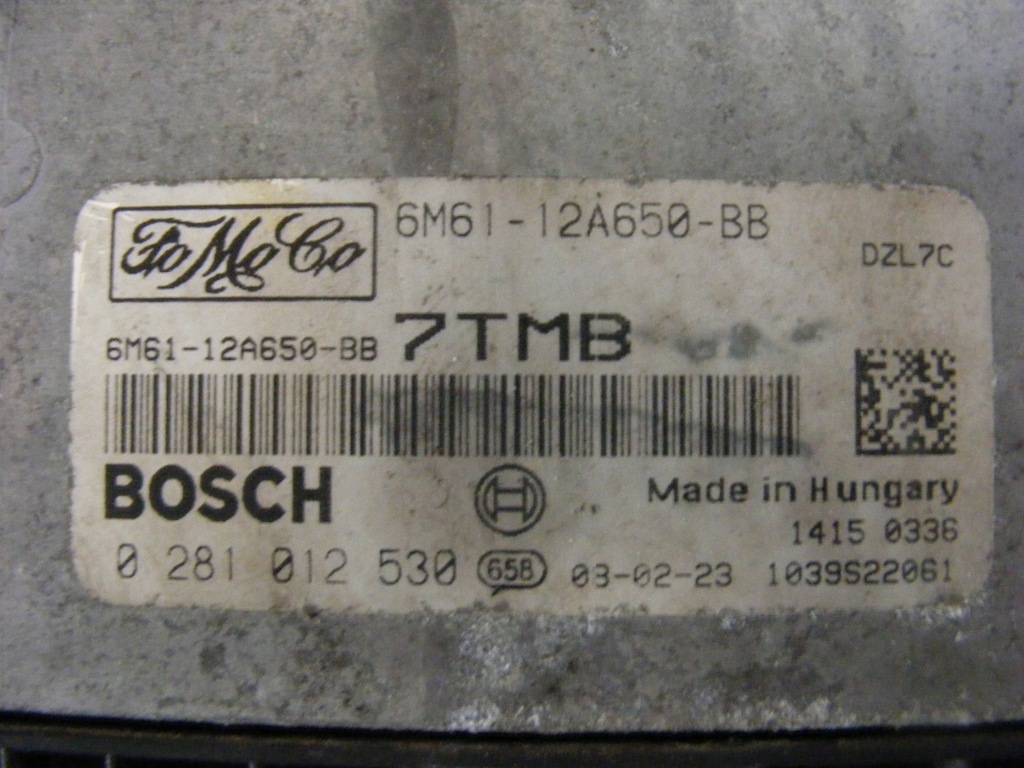 FoMoCo
6M61-12A650-BB
DZL7C
6M61-12A650-BB 7TMB
BOSCH
Made in Hungary
1415 0336
0 281 012 530 658 03-02-23 1039S22061